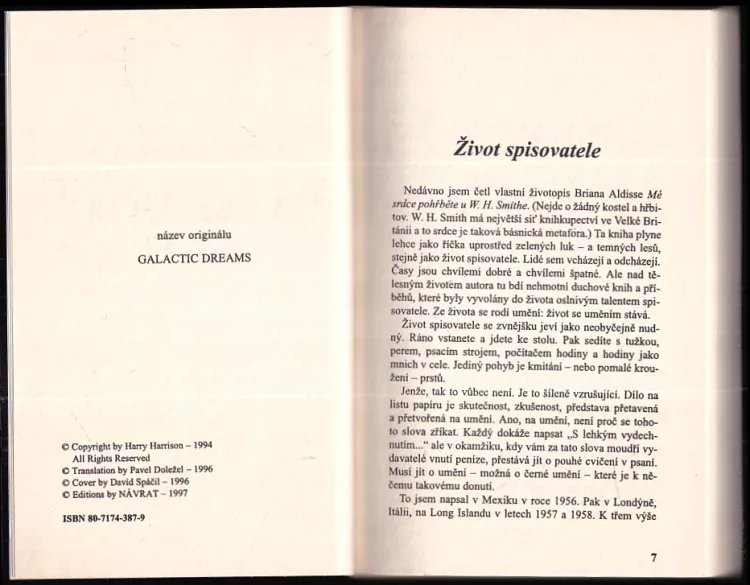 název originálu
GALACTIC DREAMS
© Copyright by Harry Harrison – 1994
All Rights Reserved
© Translation by Pavel Doležel – 1996
© Cover by David Spáčil – 1996
© Editions by NÁVRAT – 1997
ISBN 80-7174-387-9
Život spisovatele
Nedávno jsem četl vlastní životopis Briana Aldisse Mé
srdce pohřběte u W. H. Smithe. (Nejde o žádný kostel a hřbi-
tov. W. H. Smith má největší síť knihkupectví ve Velké Bri-
tánii a to srdce je taková básnická metafora.) Ta kniha plyne
lehce jako říčka uprostřed zelených luk – a temných lesů,
stejně jako život spisovatele. Lidé sem vcházejí a odcházejí.
Časy jsou chvílemi dobré a chvílemi špatné. Ale nad tě-
lesným životem autora tu bdí nehmotní duchové knih a pří-
běhů, které byly vyvolány do života oslnivým talentem spi-
sovatele. Ze života se rodí umění: život se uměním stává.
Život spisovatele se zvnějšku jeví jako neobyčejně nud-
ný. Ráno vstanete a jdete ke stolu. Pak sedíte s tužkou,
perem, psacím strojem, počítačem hodiny a hodiny jako
mnich v cele. Jediný pohyb je kmitání – nebo pomalé krou-
žení – prstů.
Jenže, tak to vůbec není. Je to šíleně vzrušující. Dílo na
listu papíru je skutečnost, zkušenost, představa přetavená
a přetvořená na umění. Ano, na umění, není proč se toho-
to slova zříkat. Každý dokáže napsat „S lehkým vydech-
nutím...“ ale v okamžiku, kdy vám za tato slova moudří vy-
davatelé vnutí peníze, přestává jít o pouhé cvičení v psaní.
Musí jít o umění – možná o černé umění – které je k ně-
čemu takovému donutí.
To jsem napsal v Mexiku v roce 1956. Pak v Londýně,
Itálii, na Long Islandu v letech 1957 a 1958. K třem výše
7